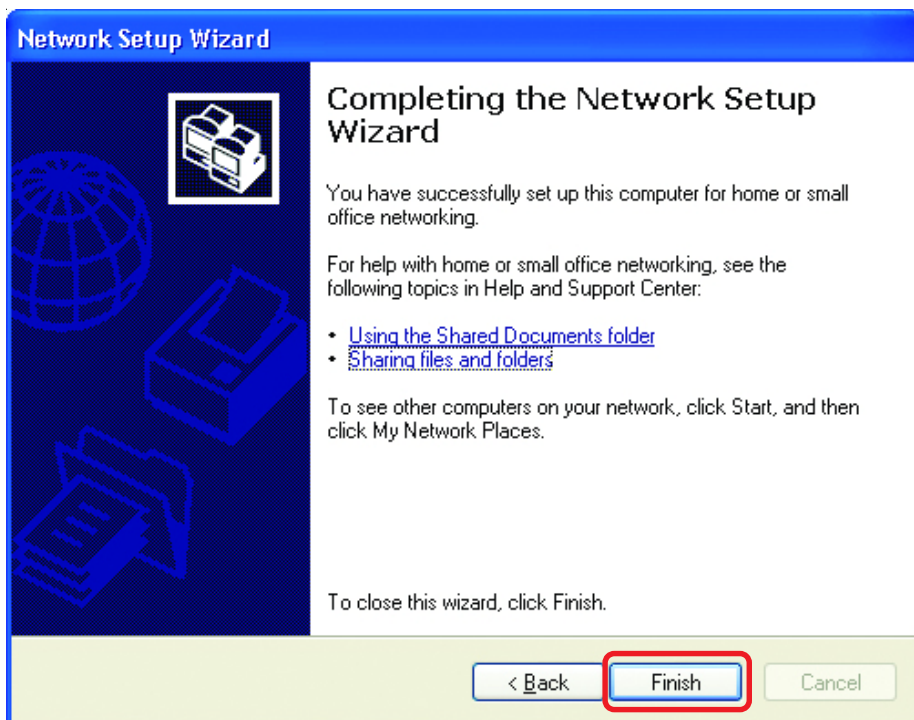 Network Setup Wizard
Completing the Network Setup
Wizard
You have successfully set up this computer for home or small
office networking.
For help with home or small office networking, see the
following topics in Help and Support Center:
• Using the Shared Documents folder
• Sharing files and folders
To see other computers on your network, click Start, and then
click My Network Places.
To close this wizard, click Finish.
< Back Finish Cancel